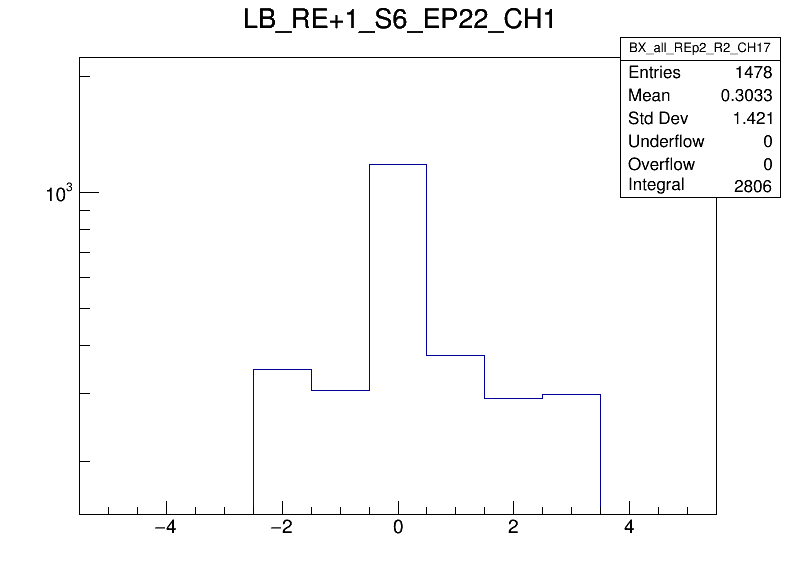 LB_RE+1_S6_EP22_CH1
BX_all_REp2_R2_CH17
Entries 1478
Mean 0.3033
Std Dev 1.421
Underflow 0
Overflow 0
Integral 2806
10³
−4 −2 0 2 4